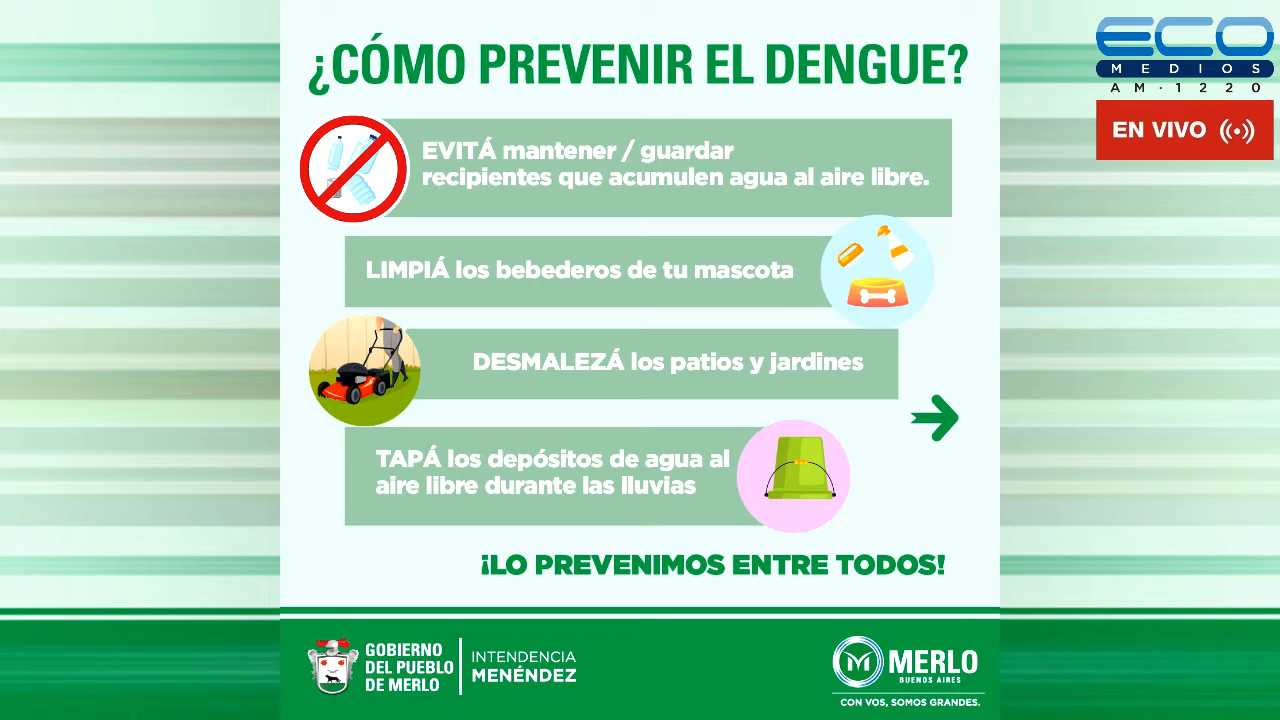 ¿CÓMO PREVENIR EL DENGUE?
EVITÁ mantener / guardar
recipientes que acumulen agua al aire libre.
LIMPIÁ los bebederos de tu mascota
DESMALEZÁ los patios y jardines
TAPÁ los depósitos de agua al
aire libre durante las lluvias
¡LO PREVENIMOS ENTRE TODOS!
GOBIERNO
DEL PUEBLO
DE MERLO
INTENDENCIA
MENÉNDEZ
MERLO
BUENOS AIRES
CON VOS, SOMOS GRANDES.
ECO
MEDIOS
AM·1220
EN VIVO